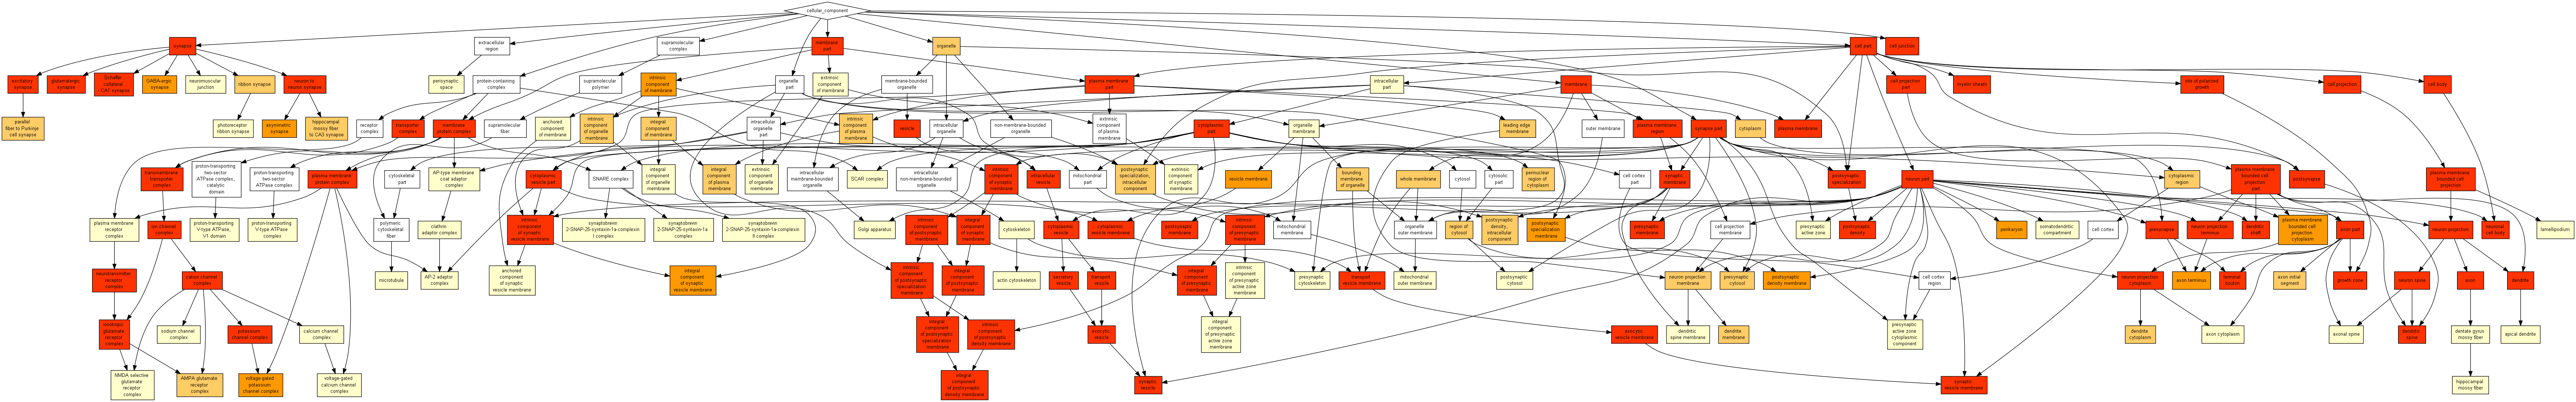 cellular_component
synapse
extracellular
region
supramolecular
complex
membrane
part
organelle
cell part
cell junction
excitatory
synapse
glutamatergic
synapse
Schaffer
collateral
- CA1 synapse
GABA-ergic
synapse
neuromuscular
junction
ribbon synapse
neuron to
neuron synapse
perisynaptic
space
protein-containing
complex
supramolecular
polymer
intrinsic
component
of membrane
organelle
part
extrinsic
component
of membrane
membrane-bounded
organelle
plasma membrane
part
intracellular
part
membrane
cell projection
part
myelin sheath
site of polarized
growth
cell projection
cell body
parallel
fiber to Purkinje
cell synapse
photoreceptor
ribbon synapse
asymmetric
synapse
hippocampal
mossy fiber
to CA3 synapse
receptor
complex
transporter
complex
membrane
protein complex
supramolecular
fiber
anchored
component
of membrane
intrinsic
component
of organelle
membrane
integral
component
of membrane
intracellular
organelle
part
intrinsic
component
of plasma
membrane
vesicle
intracellular
organelle
non-membrane-bounded
organelle
extrinsic
component
of plasma
membrane
cytoplasmic
part
organelle
membrane
leading edge
membrane
outer membrane
plasma membrane
region
synapse part
cytoplasm
plasma membrane
transmembrane
transporter
complex
proton-transporting
two-sector
ATPase complex,
catalytic
domain
proton-transporting
two-sector
ATPase complex
plasma membrane
protein complex
cytoskeletal
part
AP-type membrane
coat adaptor
complex
cytoplasmic
vesicle part
SNARE complex
integral
component
of organelle
membrane
integral
component
of plasma
membrane
extrinsic
component
of organelle
membrane
intracellular
membrane-bounded
organelle
SCAR complex
intracellular
non-membrane-bounded
organelle
intrinsic
component
of synaptic
membrane
intracellular
vesicle
mitochondrial
part
postsynaptic
specialization,
intracellular
component
extrinsic
component
of synaptic
membrane
vesicle membrane
bounding
membrane
of organelle
whole membrane
cytosol
cytosolic
part
perinuclear
region of
cytoplasm
cell cortex
part
synaptic
membrane
postsynaptic
specialization
neuron part
cytoplasmic
region
plasma membrane
bounded cell
projection
part
postsynapse
plasma membrane
bounded cell
projection
plasma membrane
receptor
complex
ion channel
complex
proton-transporting
V-type ATPase,
V1 domain
proton-transporting
V-type ATPase
complex
polymeric
cytoskeletal
fiber
clathrin
adaptor complex
intrinsic
component
of synaptic
vesicle membrane
synaptobrevin
2-SNAP-25-syntaxin-1a-complexin
I complex
synaptobrevin
2-SNAP-25-syntaxin-1a
complex
synaptobrevin
2-SNAP-25-syntaxin-1a-complexin
II complex
Golgi apparatus
intrinsic
component
of postsynaptic
membrane
integral
component
of synaptic
membrane
cytoskeleton
cytoplasmic
vesicle
cytoplasmic
vesicle membrane
postsynaptic
membrane
intrinsic
component
of presynaptic
membrane
mitochondrial
membrane
organelle
outer membrane
region of
cytosol
postsynaptic
density,
intracellular
component
postsynaptic
specialization
membrane
presynaptic
membrane
cell projection
membrane
presynaptic
active zone
postsynaptic
density
perikaryon
somatodendritic
compartment
cell cortex
presynapse
neuron projection
terminus
dendritic
shaft
plasma membrane
bounded cell
projection
cytoplasm
axon part
neuron projection
neuronal
cell body
lamellipodium
neurotransmitter
receptor
complex
cation channel
complex
microtubule
AP-2 adaptor
complex
anchored
component
of synaptic
vesicle membrane
integral
component
of synaptic
vesicle membrane
intrinsic
component
of postsynaptic
specialization
membrane
integral
component
of postsynaptic
membrane
actin cytoskeleton
secretory
vesicle
transport
vesicle
integral
component
of presynaptic
membrane
intrinsic
component
of presynaptic
active zone
membrane
presynaptic
cytoskeleton
transport
vesicle membrane
mitochondrial
outer membrane
postsynaptic
cytosol
neuron projection
membrane
presynaptic
cytosol
postsynaptic
density membrane
cell cortex
region
neuron projection
cytoplasm
axon terminus
terminal
bouton
axon initial
segment
growth cone
neuron spine
axon
dendrite
ionotropic
glutamate
receptor
complex
sodium channel
complex
potassium
channel complex
calcium channel
complex
integral
component
of postsynaptic
specialization
membrane
intrinsic
component
of postsynaptic
density membrane
exocytic
vesicle
integral
component
of presynaptic
active zone
membrane
exocytic
vesicle membrane
dendritic
spine membrane
dendrite
membrane
presynaptic
active zone
cytoplasmic
component
dendrite
cytoplasm
axon cytoplasm
axonal spine
dendritic
spine
dentate gyrus
mossy fiber
apical dendrite
NMDA selective
glutamate
receptor
complex
AMPA glutamate
receptor
complex
voltage-gated
potassium
channel complex
voltage-gated
calcium channel
complex
integral
component
of postsynaptic
density membrane
synaptic
vesicle
synaptic
vesicle membrane
hippocampal
mossy fiber